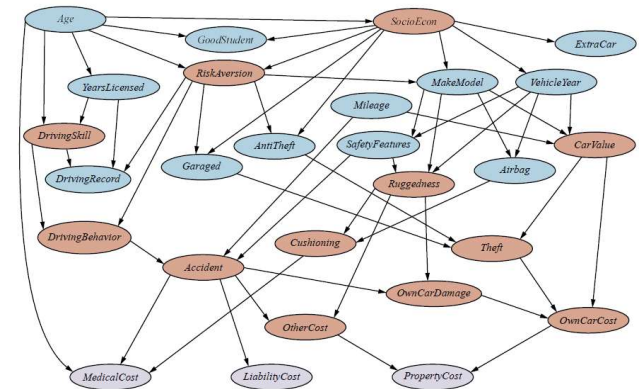 Age
SocioEcon
GoodStudent
ExtraCar
RiskAversion
YearsLicensed
MakeModel
VehicleYear
Mileage
DrivingSkill
AntiTheft
SafetyFeatures
CarValue
DrivingRecord
Garaged
Airbag
Ruggedness
DrivingBehavior
Cushioning
Theft
Accident
OwnCarDamage
OtherCost
OwnCarCost
MedicalCost
LiabilityCost
PropertyCost